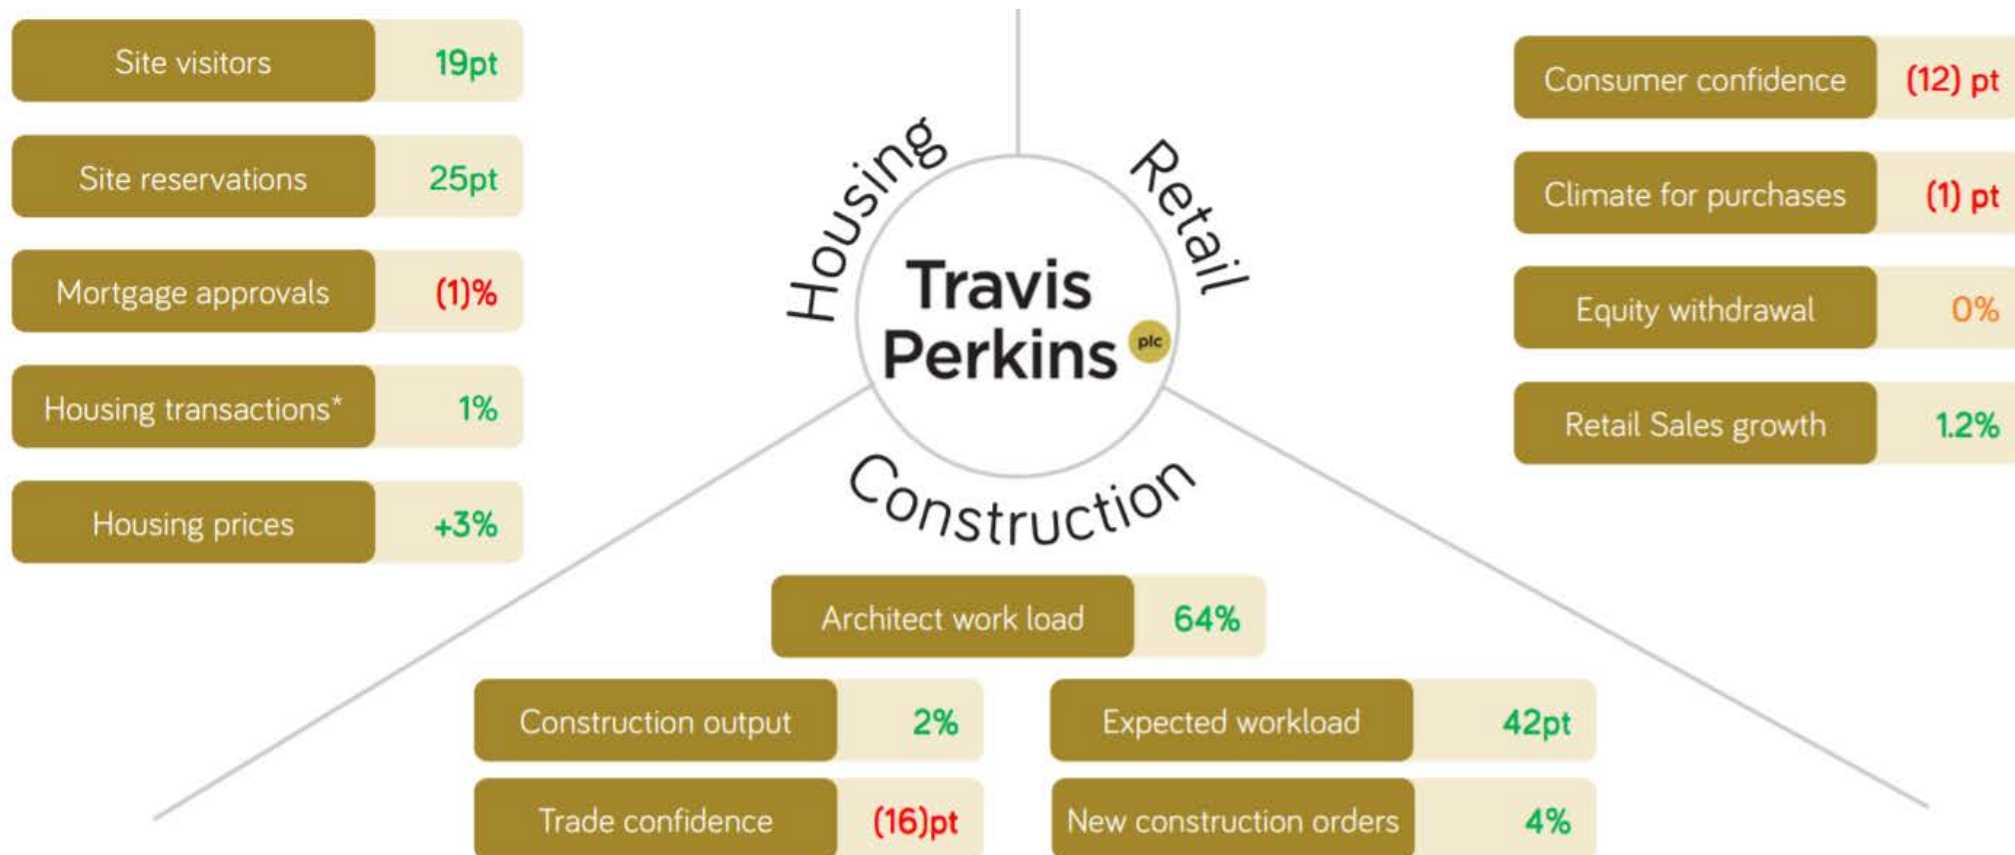 Site visitors 19pt
Site reservations 25pt
Mortgage approvals (1)%
Housing transactions* 1%
Housing prices +3%
Housing
Retail
Travis
Perkins plc
Construction
Consumer confidence (12) pt
Climate for purchases (1) pt
Equity withdrawal 0%
Retail Sales growth 1.2%
Architect work load 64%
Construction output 2%
Expected workload 42pt
Trade confidence (16)pt
New construction orders 4%